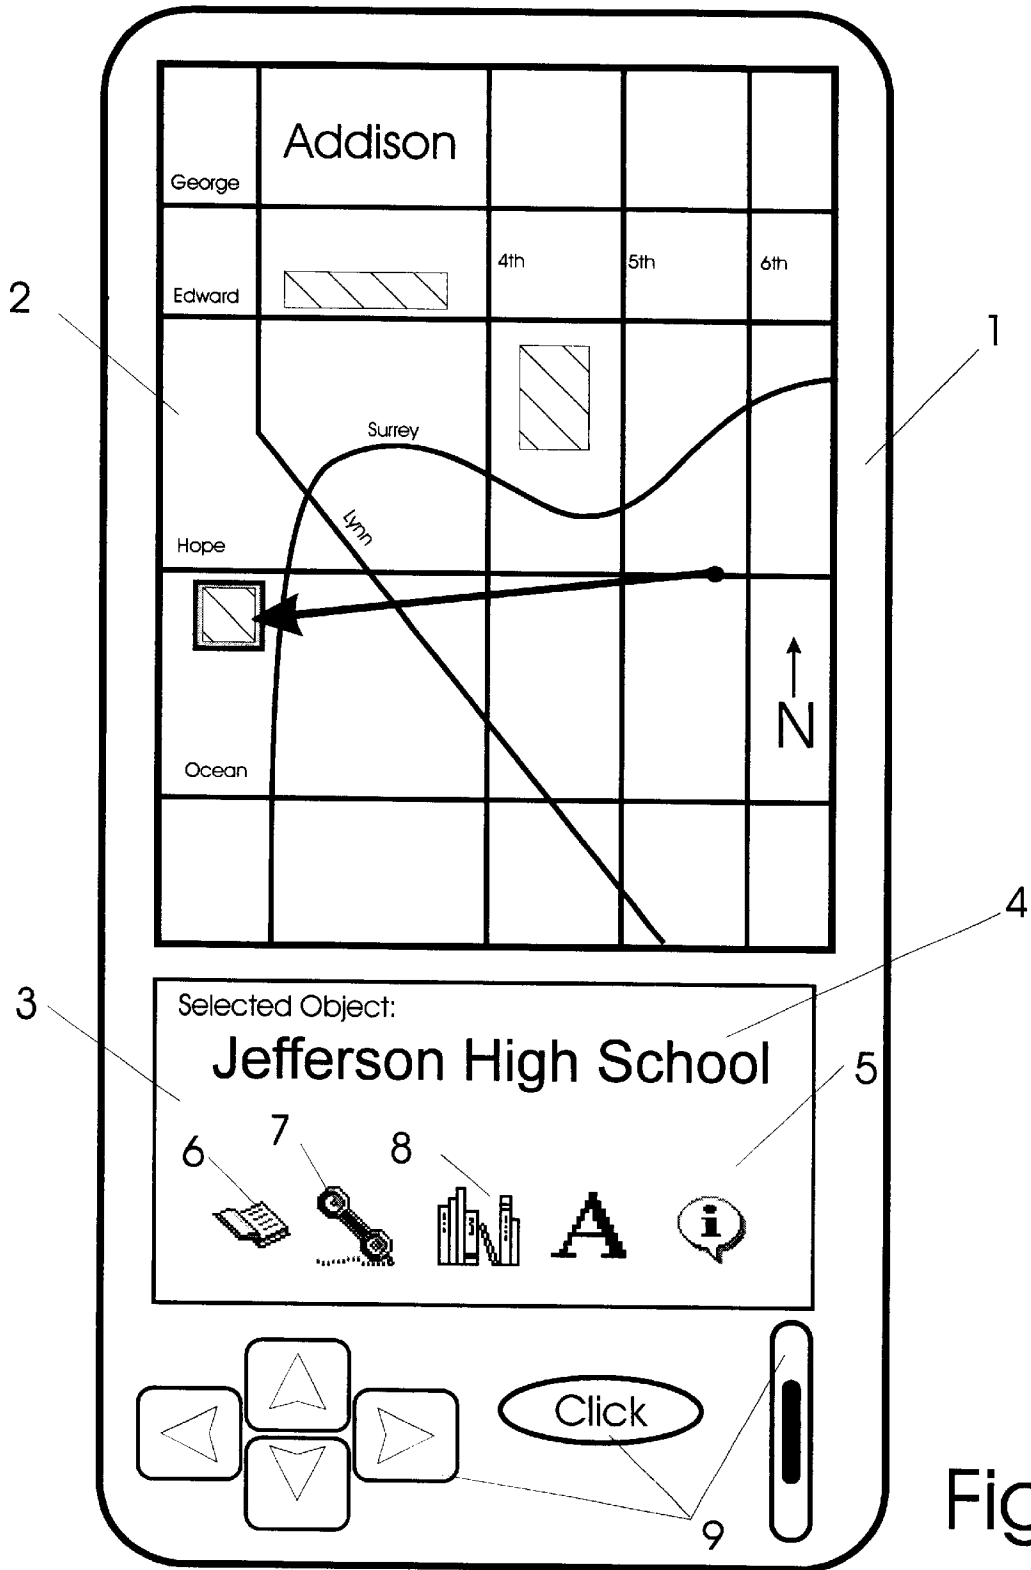 Addison
George
4th
5th
6th
Edward
2
1
Surrey
Lynn
Hope
N
Ocean
4
3
Selected Object:
Jefferson High School
5
7
8
6
A
i
Click
9
Fig